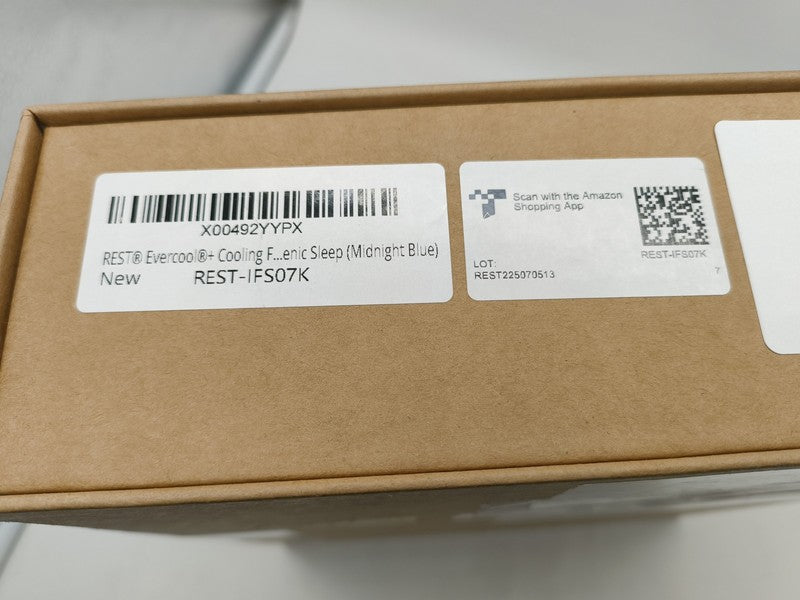 X00492YYPX
REST® Evercool®+ Cooling F...enic Sleep (Midnight Blue)
New REST-IFS07K
Scan with the Amazon
Shopping App
REST-IFS07K
LOT:
REST225070513
7